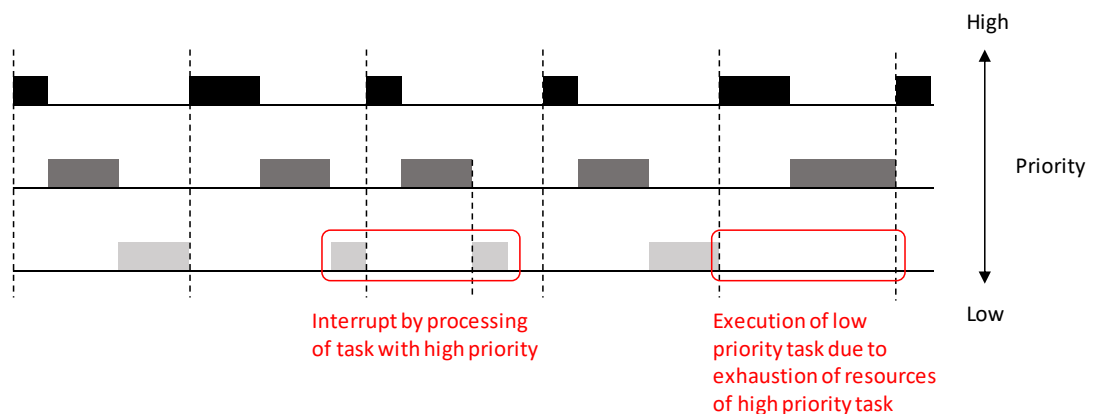 High
Priority
Low
Interrupt by processing
of task with high priority
Execution of low
priority task due to
exhaustion of resources
of high priority task